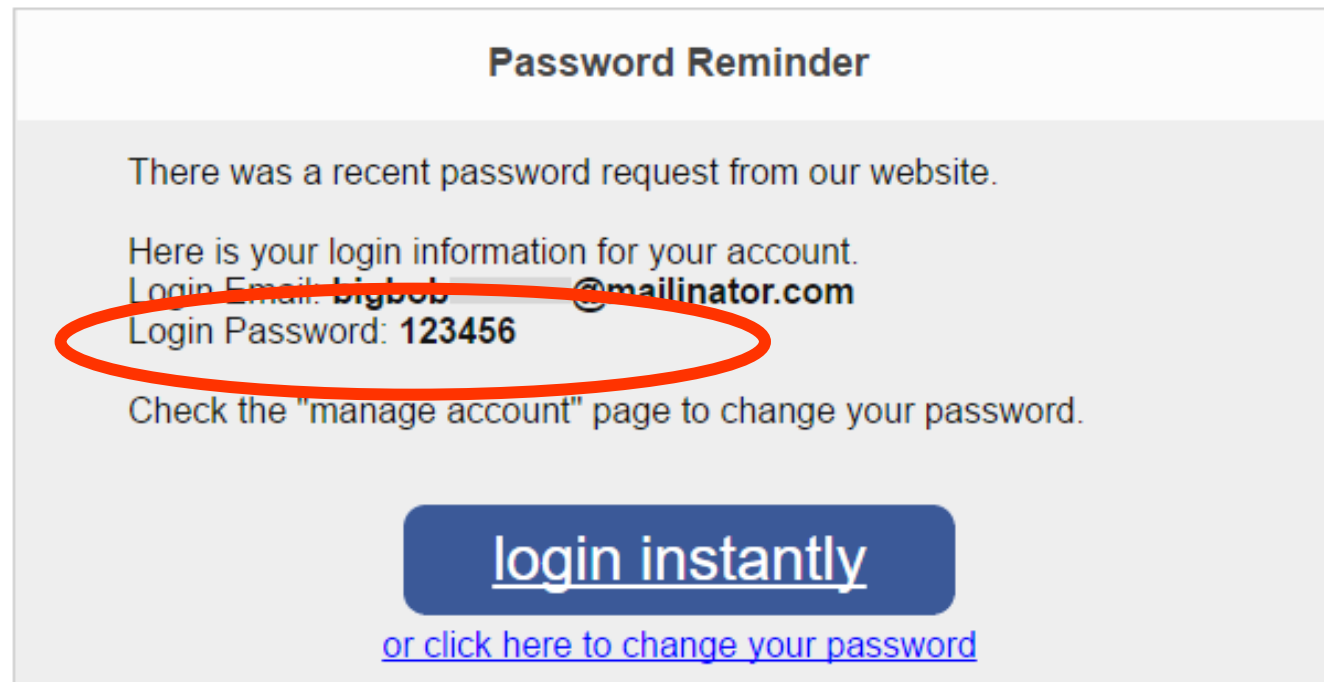 Password Reminder
There was a recent password request from our website.
Here is your login information for your account.
Login Email: bigbob @mailinator.com
Login Password: 123456
Check the "manage account" page to change your password.
login instantly
or click here to change your password